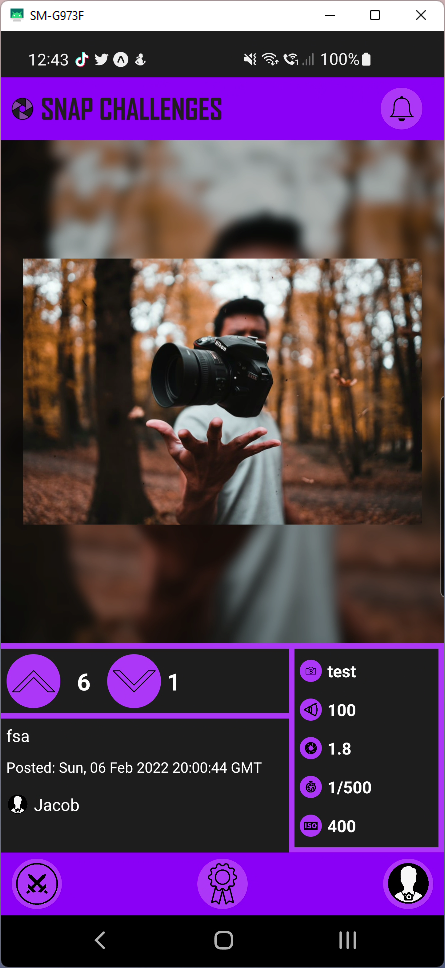 SM-G973F
12:43
100%
SNAP CHALLENGES
Nikon
6
1
fsa
Posted: Sun, 06 Feb 2022 20:00:44 GMT
Jacob
test
100
1.8
1/500
ISO 400